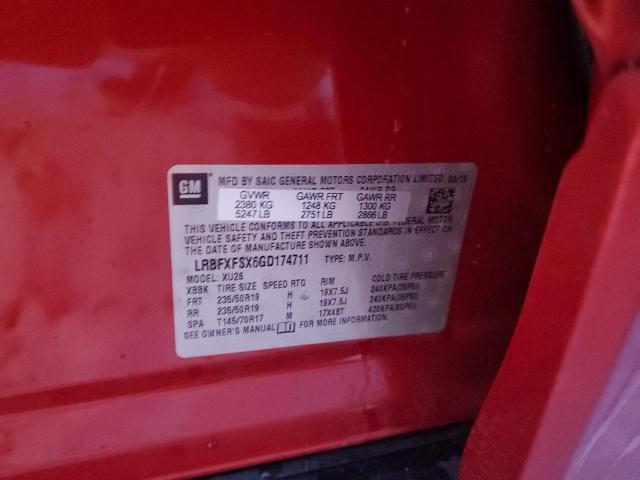 GM
MFD BY SAIC GENERAL MOTORS CORPORATION LIMITED 04/16
GVWR GAWR FRT GAWR RR
2380 KG 1248 KG 1300 KG
5247 LB 2751 LB 2866 LB
THIS VEHICLE CONFORMS TO ALL APPLICABLE U.S. FEDERAL MOTOR
VEHICLE SAFETY AND THEFT PREVENTION STANDARDS IN EFFECT ON
THE DATE OF MANUFACTURE SHOWN ABOVE.
LRBFXFSX6GD174711 TYPE: M.P.V.
MODEL: XU26
XBBK TIRE SIZE SPEED RTG RIM COLD TIRE PRESSURE
FRT 235/50R19 H 19X7.5J 240KPA(35PSI)
RR 235/50R19 H 19X7.5J 240KPA(35PSI)
SPA T145/70R17 M 17X4BT 420KPA(60PSI)
SEE OWNER'S MANUAL FOR MORE INFORMATION.